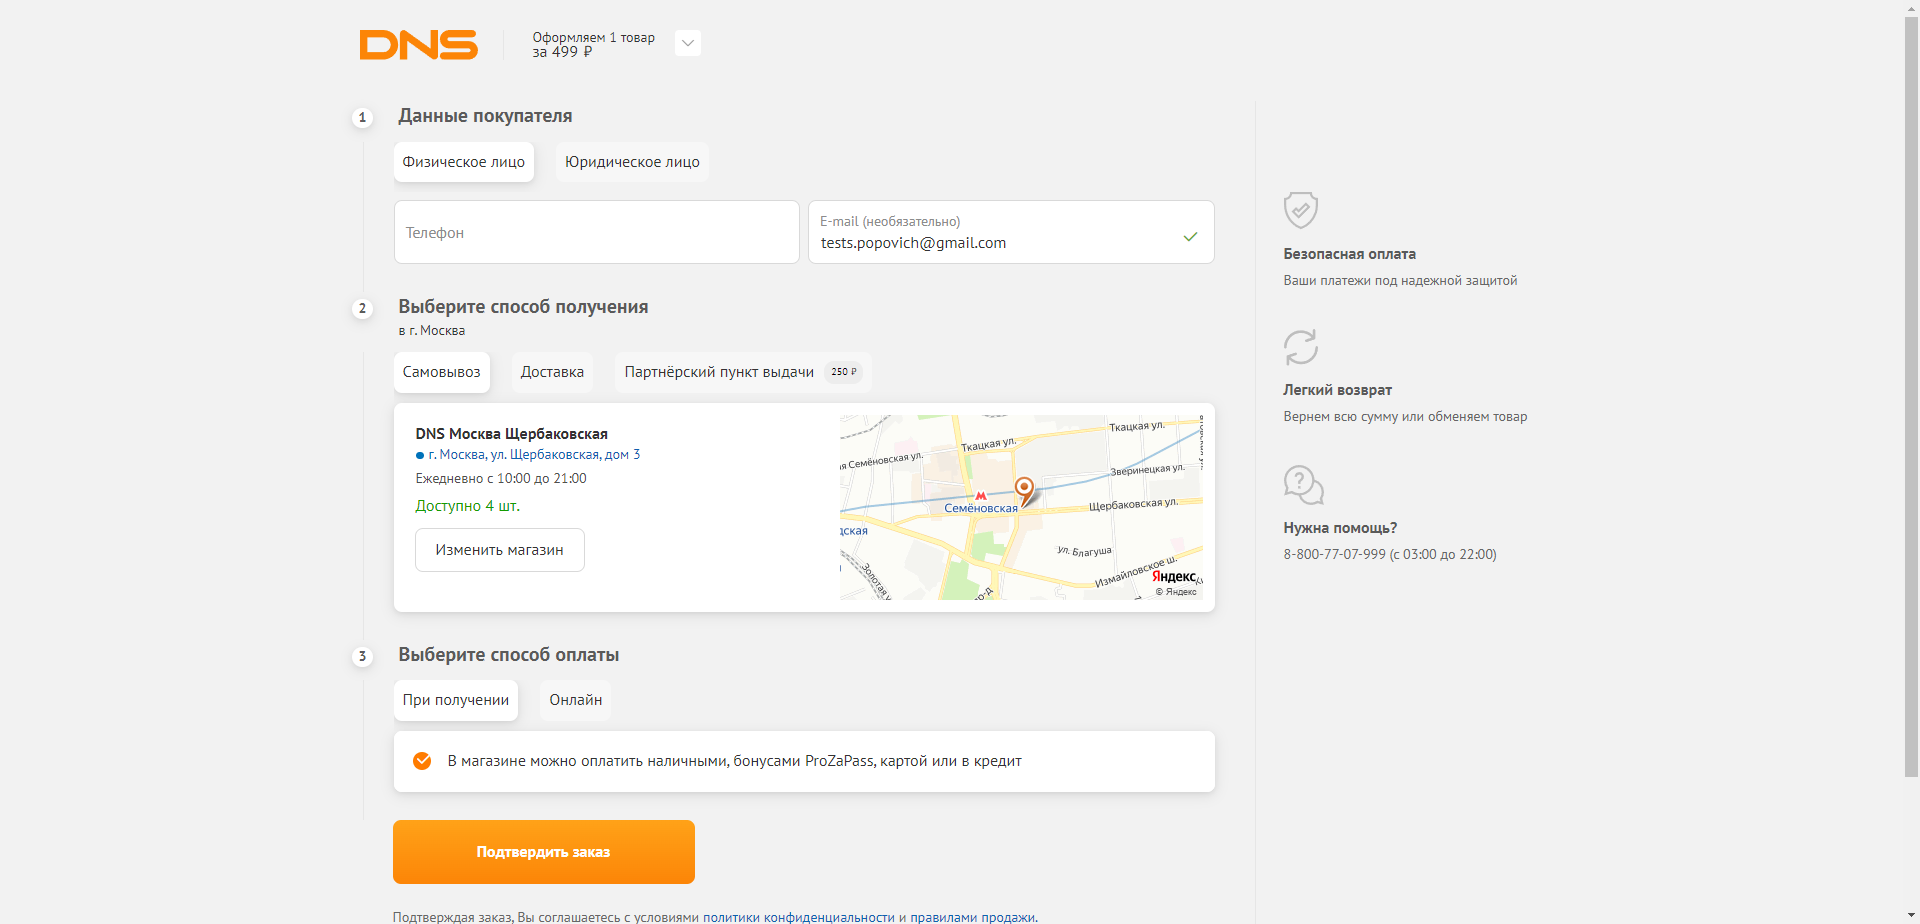 DNS
Оформляем 1 товар
за 499 ₽
1
Данные покупателя
Физическое лицо
Юридическое лицо
Телефон
E-mail (необязательно)
tests.popovich@gmail.com
2
Выберите способ получения
в г. Москва
Самовывоз
Доставка
Партнёрский пункт выдачи
250 ₽
DNS Москва Щербаковская
г. Москва, ул. Щербаковская, дом 3
Ежедневно с 10:00 до 21:00
Доступно 4 шт.
Изменить магазин
Ткацкая ул.
Ткацкая ул.
я Семёновская ул.
Зверинецкая ул.
Семёновская
Щербаковская ул.
дская
ул. Благуша
Измайловское ш.
Золотая у
ер-д
Яндекс
© Яндекс
3
Выберите способ оплаты
При получении
Онлайн
В магазине можно оплатить наличными, бонусами ProZaPass, картой или в кредит
Подтвердить заказ
Подтверждая заказ, Вы соглашаетесь с условиями политики конфиденциальности и правилами продажи.
Безопасная оплата
Ваши платежи под надежной защитой
Легкий возврат
Вернем всю сумму или обменяем товар
Нужна помощь?
8-800-77-07-999 (с 03:00 до 22:00)